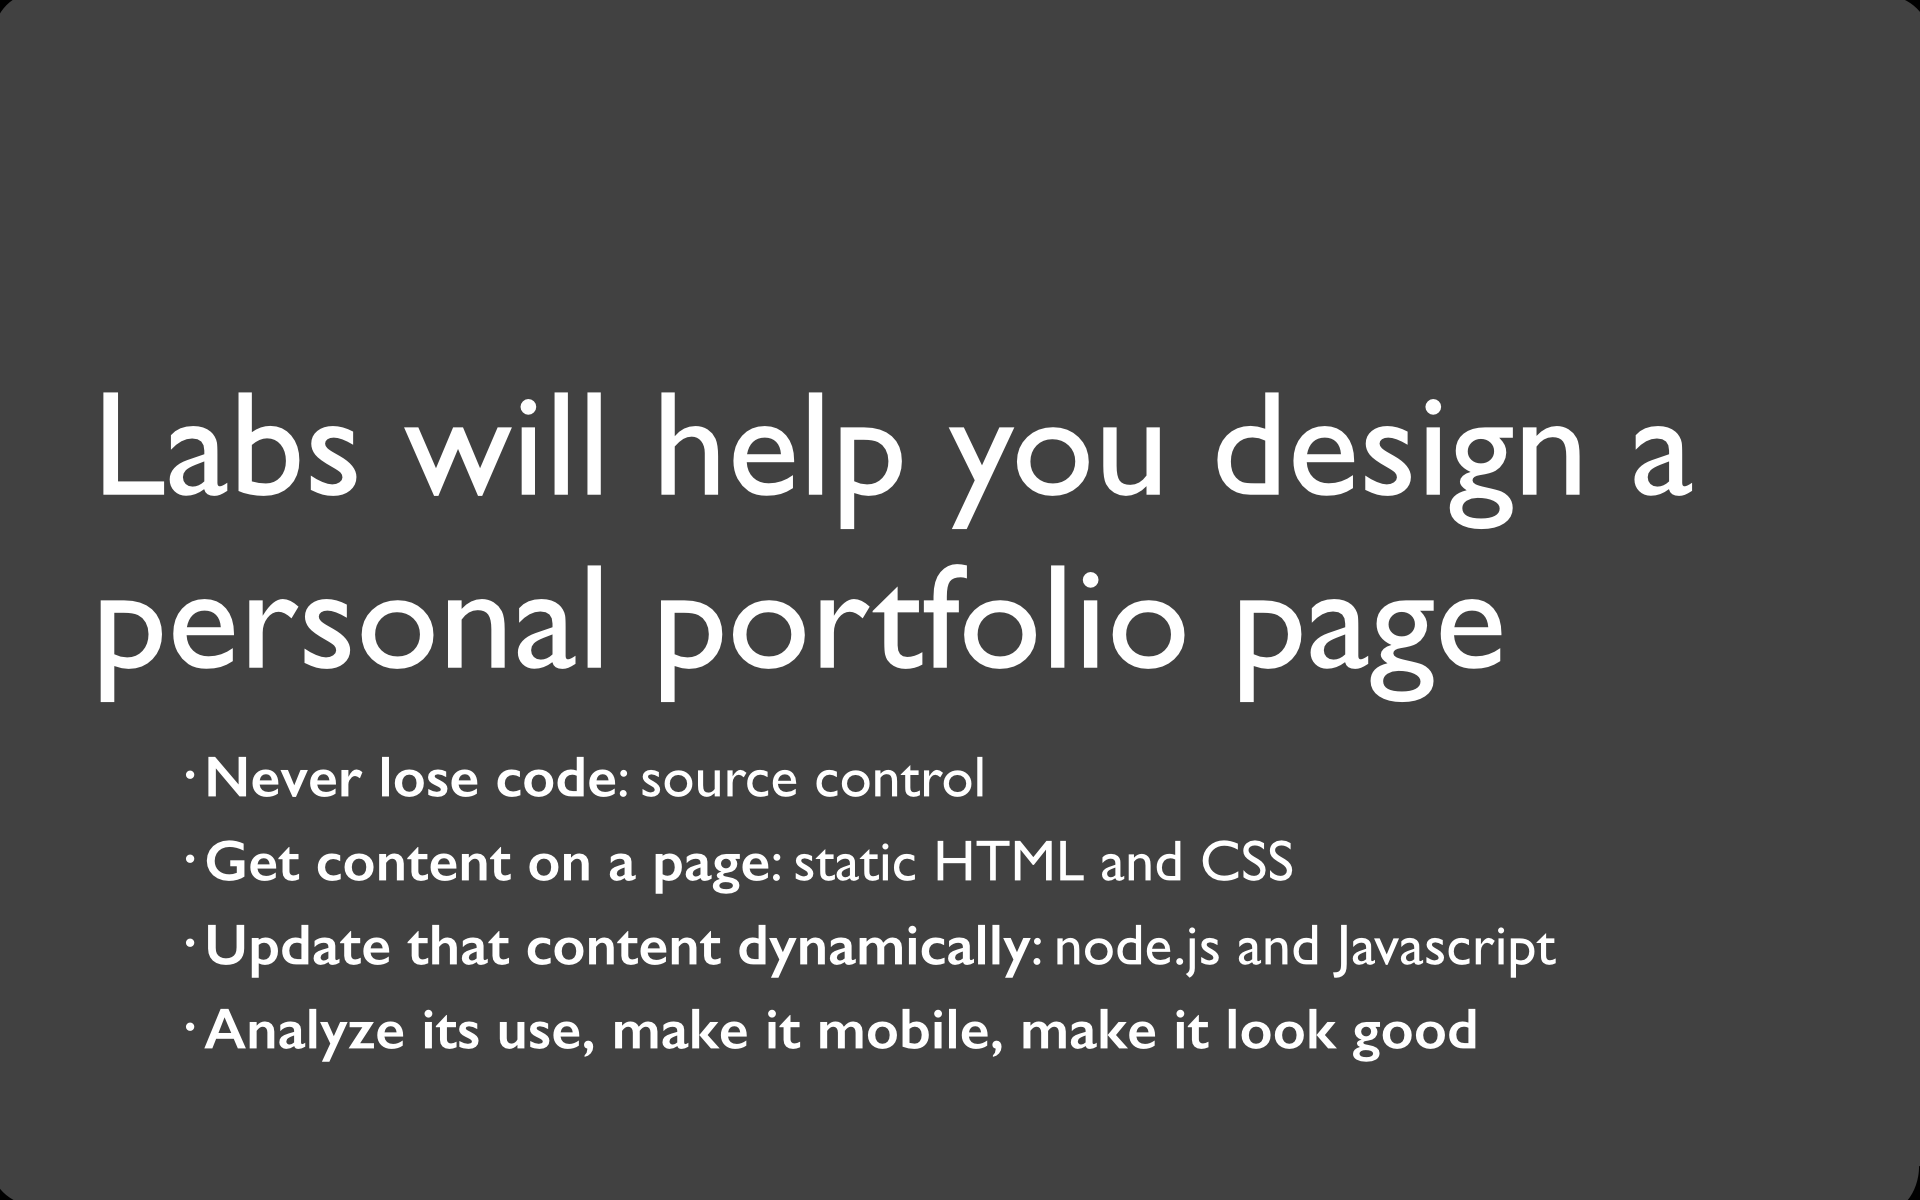 Labs will help you design a
personal portfolio page
· Never lose code: source control
· Get content on a page: static HTML and CSS
· Update that content dynamically: node.js and Javascript
· Analyze its use, make it mobile, make it look good